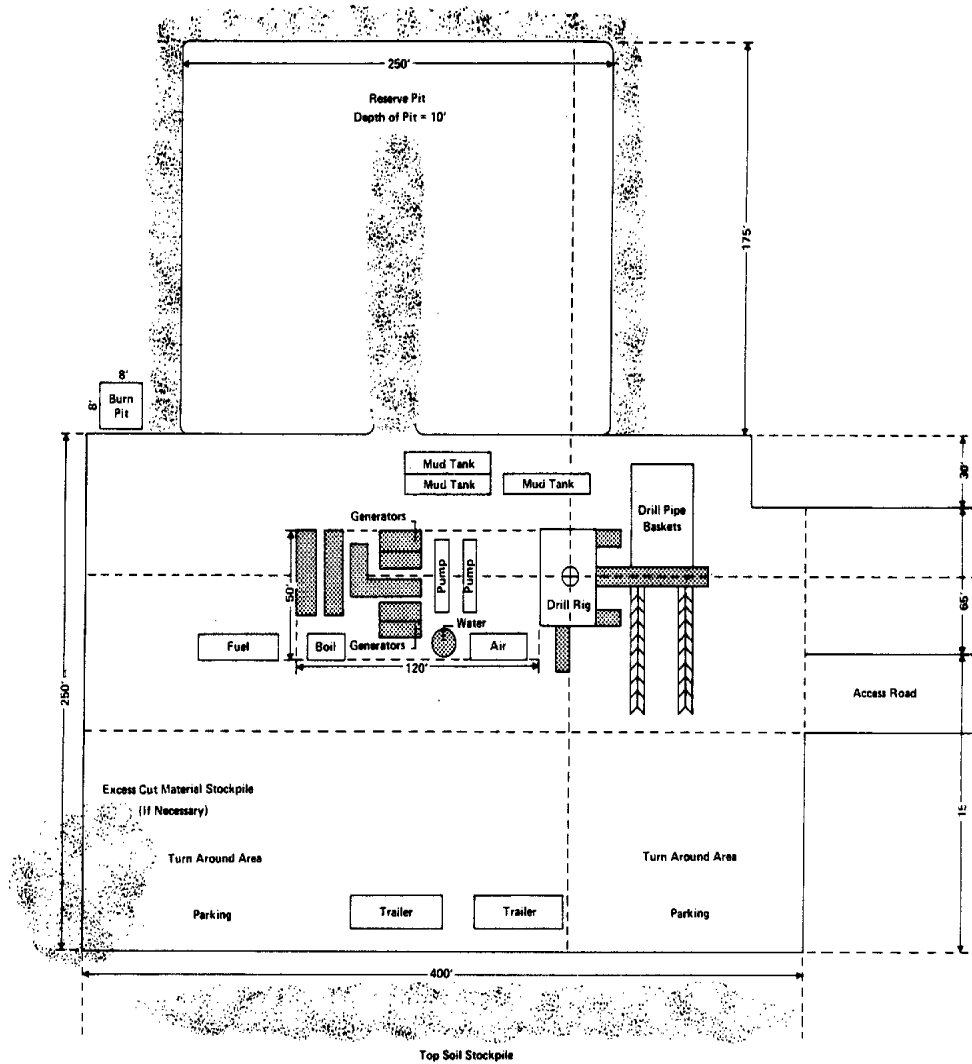 250'
Reserve Pit
Depth of Pit = 10'
175'
8'
8'
Burn
Pit
30'
Mud Tank
Mud Tank
Mud Tank
Generators
Drill Pipe
Baskets
50'
Pump
Pump
Drill Rig
65'
Water
Fuel
Boil
Generators
Air
120'
250'
Access Road
15'
Excess Cut Material Stockpile
(If Necessary)
Turn Around Area
Turn Around Area
Parking
Trailer
Trailer
Parking
400'
Top Soil Stockpile